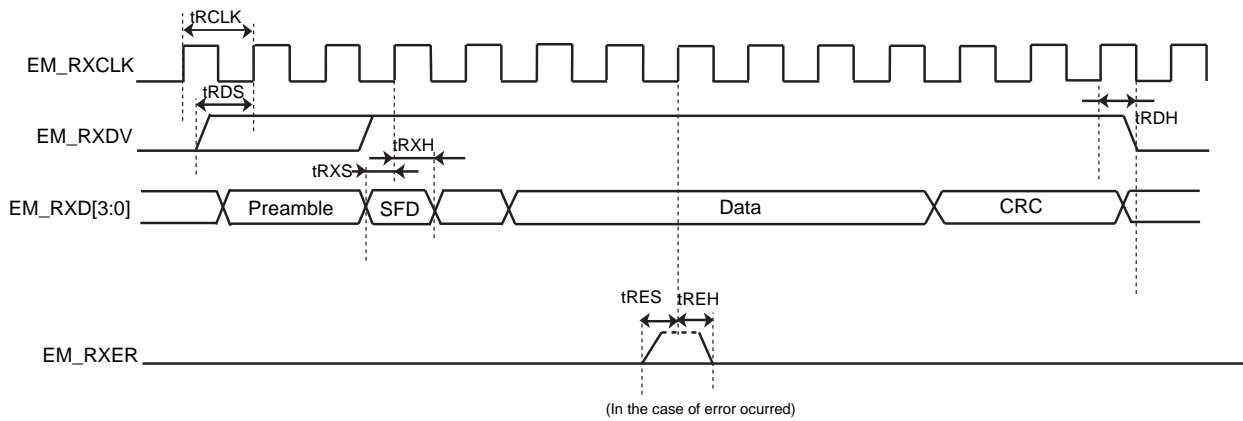 tRCLK
EM_RXCLK
tRDS
EM_RXDV
tRDH
tRXH
tRXS
EM_RXD[3:0]
Preamble
SFD
Data
CRC
tRES
tREH
EM_RXER
(In the case of error ocurred)